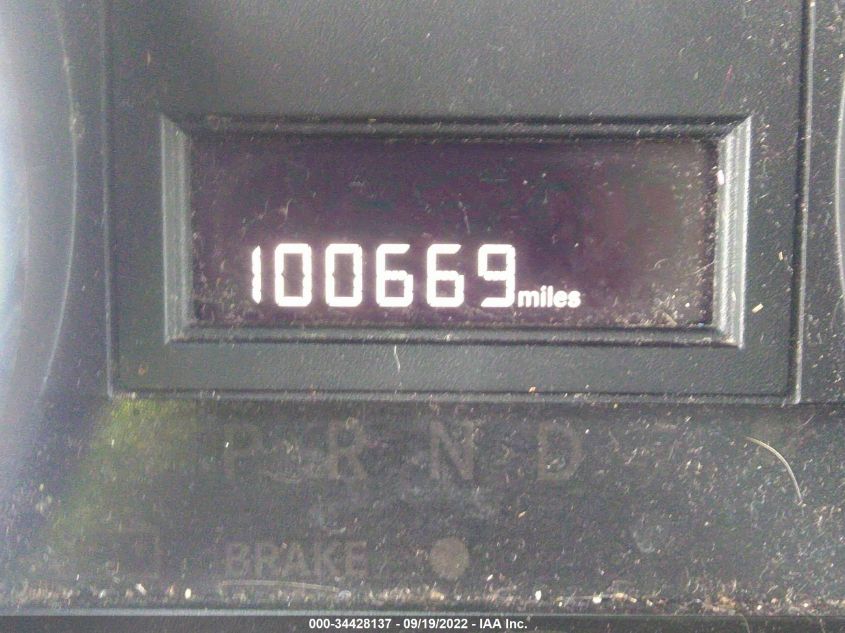 100669 miles
P R N D
BRAKE
000-34428137 - 09/19/2022 - IAA Inc.